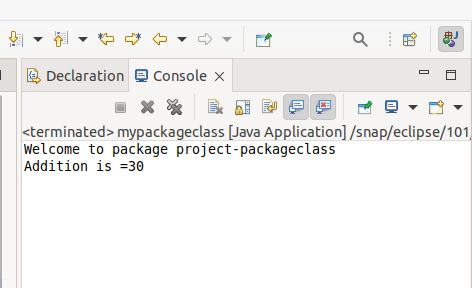 Declaration
Console
<terminated> mypackageclass [Java Application] /snap/eclipse/101
Welcome to package project-packageclass
Addition is =30